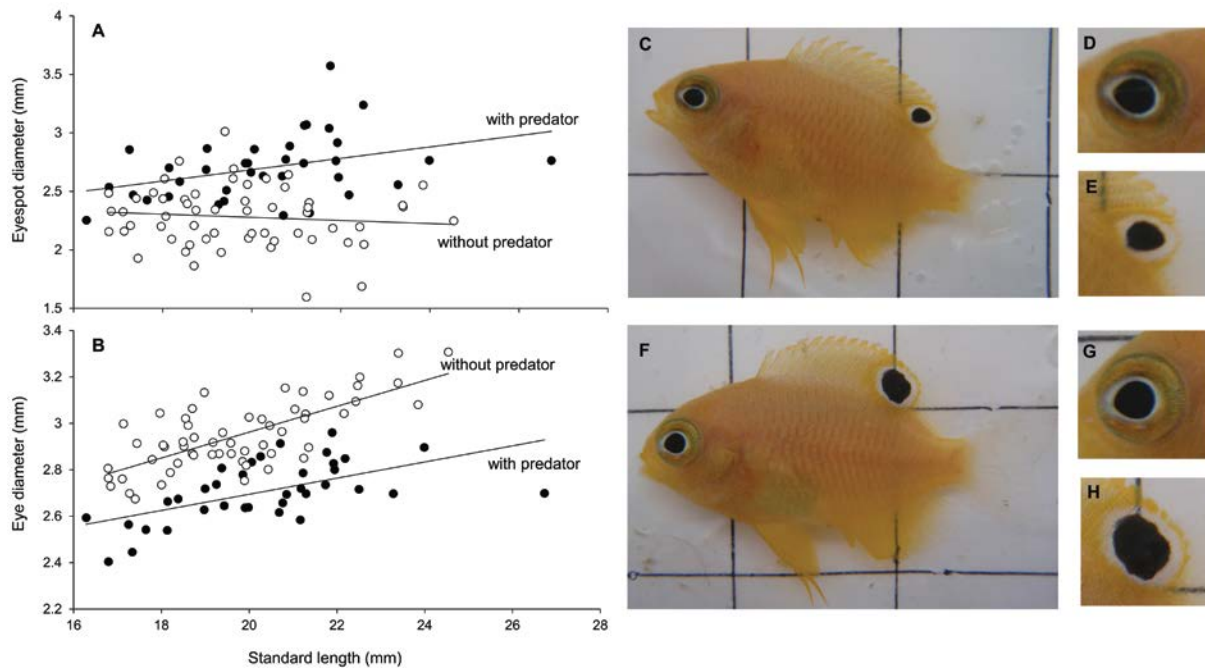 A
Eyespot diameter (mm)
4
3.5
3
2.5
2
1.5
with predator
without predator
B
Eye diameter (mm)
3.4
3.2
3
2.8
2.6
2.4
2.2
without predator
with predator
16
18
20
22
24
26
28
Standard length (mm)
C
D
E
F
G
H